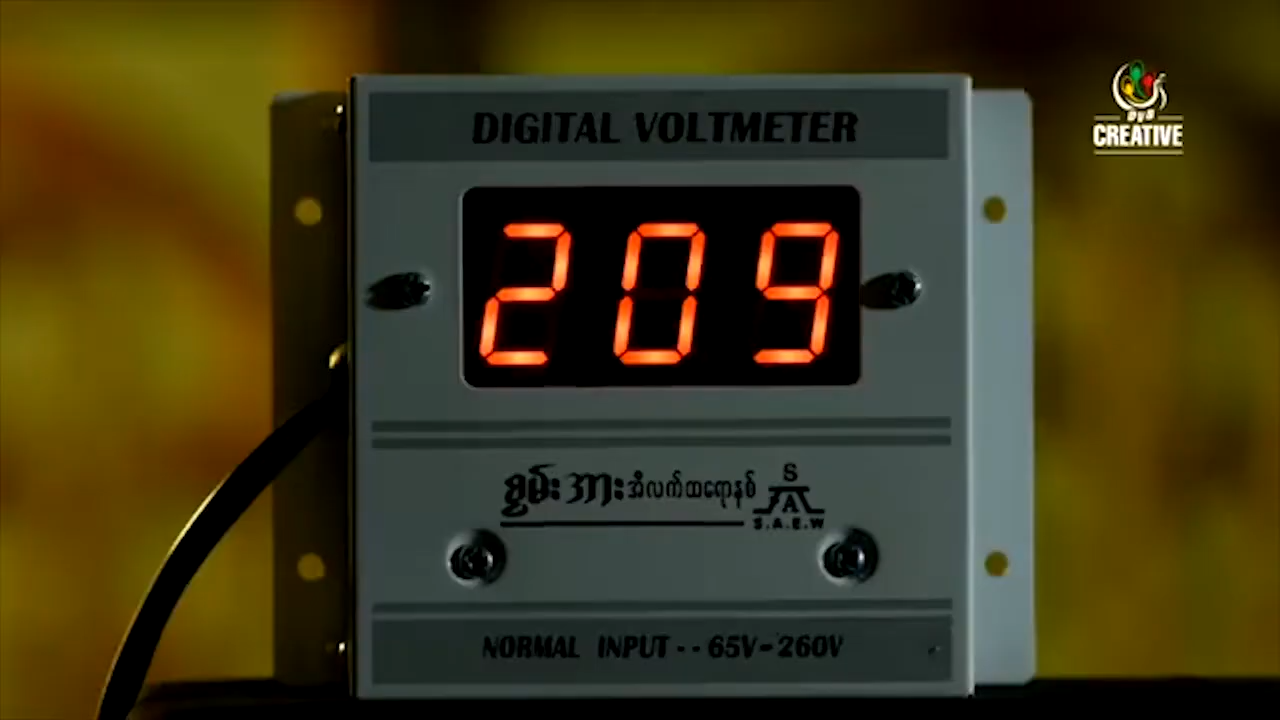 DIGITAL VOLTMETER
209
စွမ်းအားအီလက်ထရောနစ်
S
A
S.A.E.W
NORMAL INPUT -- 65V-260V
CREATIVE